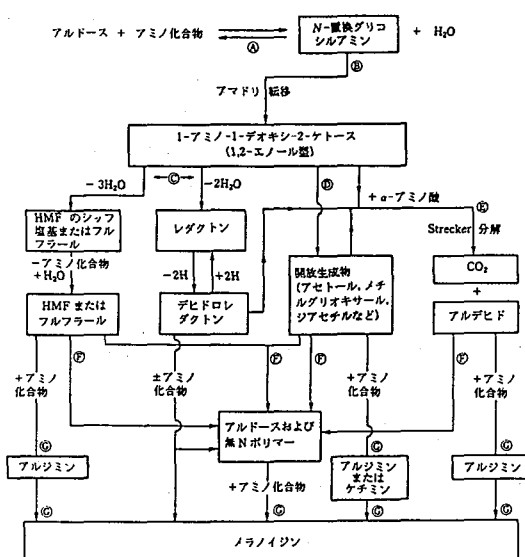 アルドース + アミノ化合物
Ⓐ
N-置換グリコ
シルアミン
+ H₂O
Ⓑ
アマドリ転移
1-アミノ-1-デオキシ-2-ケトース
(1,2-エノール型)
－3H₂O
Ⓒ
－2H₂O
Ⓓ
+α-アミノ酸
Ⓔ
Strecker 分解
HMFのシッフ
塩基またはフル
フラール
レダクトン
－アミノ化合物
+H₂O
－2H
+2H
開放生成物
(アセトール, メチ
ルグリオキサール,
ジアセチルなど)
CO₂
+
アルデヒド
HMFまたは
フルフラール
デヒドロレ
ダクトン
Ⓕ
Ⓕ
Ⓕ
Ⓕ
+アミノ
化合物
±アミノ
化合物
+アミノ
化合物
+アミノ
化合物
アルドースおよび
無Nポリマー
Ⓖ
Ⓖ
Ⓖ
アルジミン
+アミノ化合物
アルジミン
または
ケチミン
アルジミン
Ⓖ
Ⓖ
Ⓖ
Ⓖ
メラノイジン